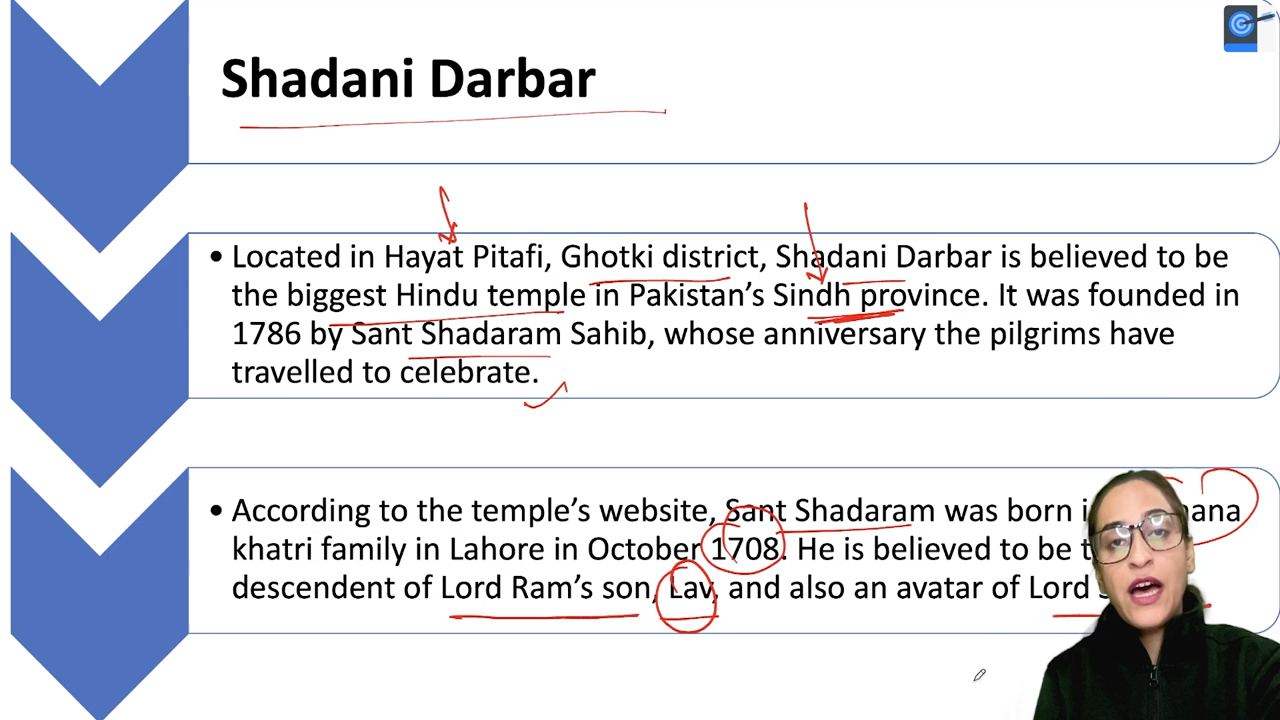 Shadani Darbar
• Located in Hayat Pitafi, Ghotki district, Shadani Darbar is believed to be
the biggest Hindu temple in Pakistan’s Sindh province. It was founded in
1786 by Sant Shadaram Sahib, whose anniversary the pilgrims have
travelled to celebrate.
• According to the temple’s website, Sant Shadaram was born
khatri family in Lahore in October 1708. He is believed to be
descendent of Lord Ram’s son, Lav, and also an avatar of Lord